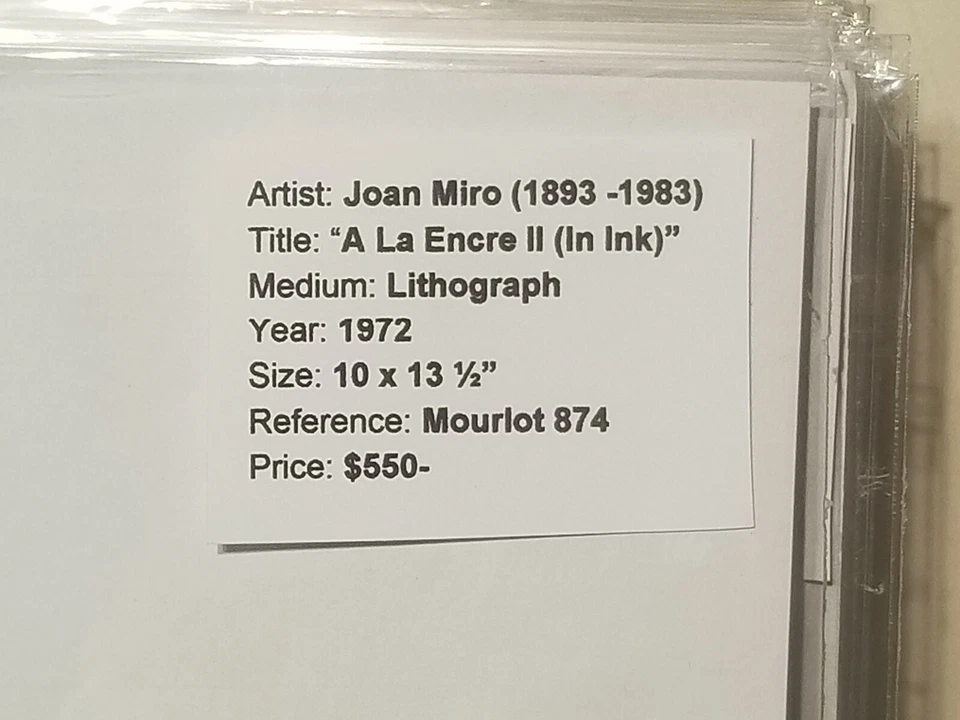 Artist: Joan Miro (1893 -1983)
Title: “A La Encre II (In Ink)”
Medium: Lithograph
Year: 1972
Size: 10 x 13 ½”
Reference: Mourlot 874
Price: $550-